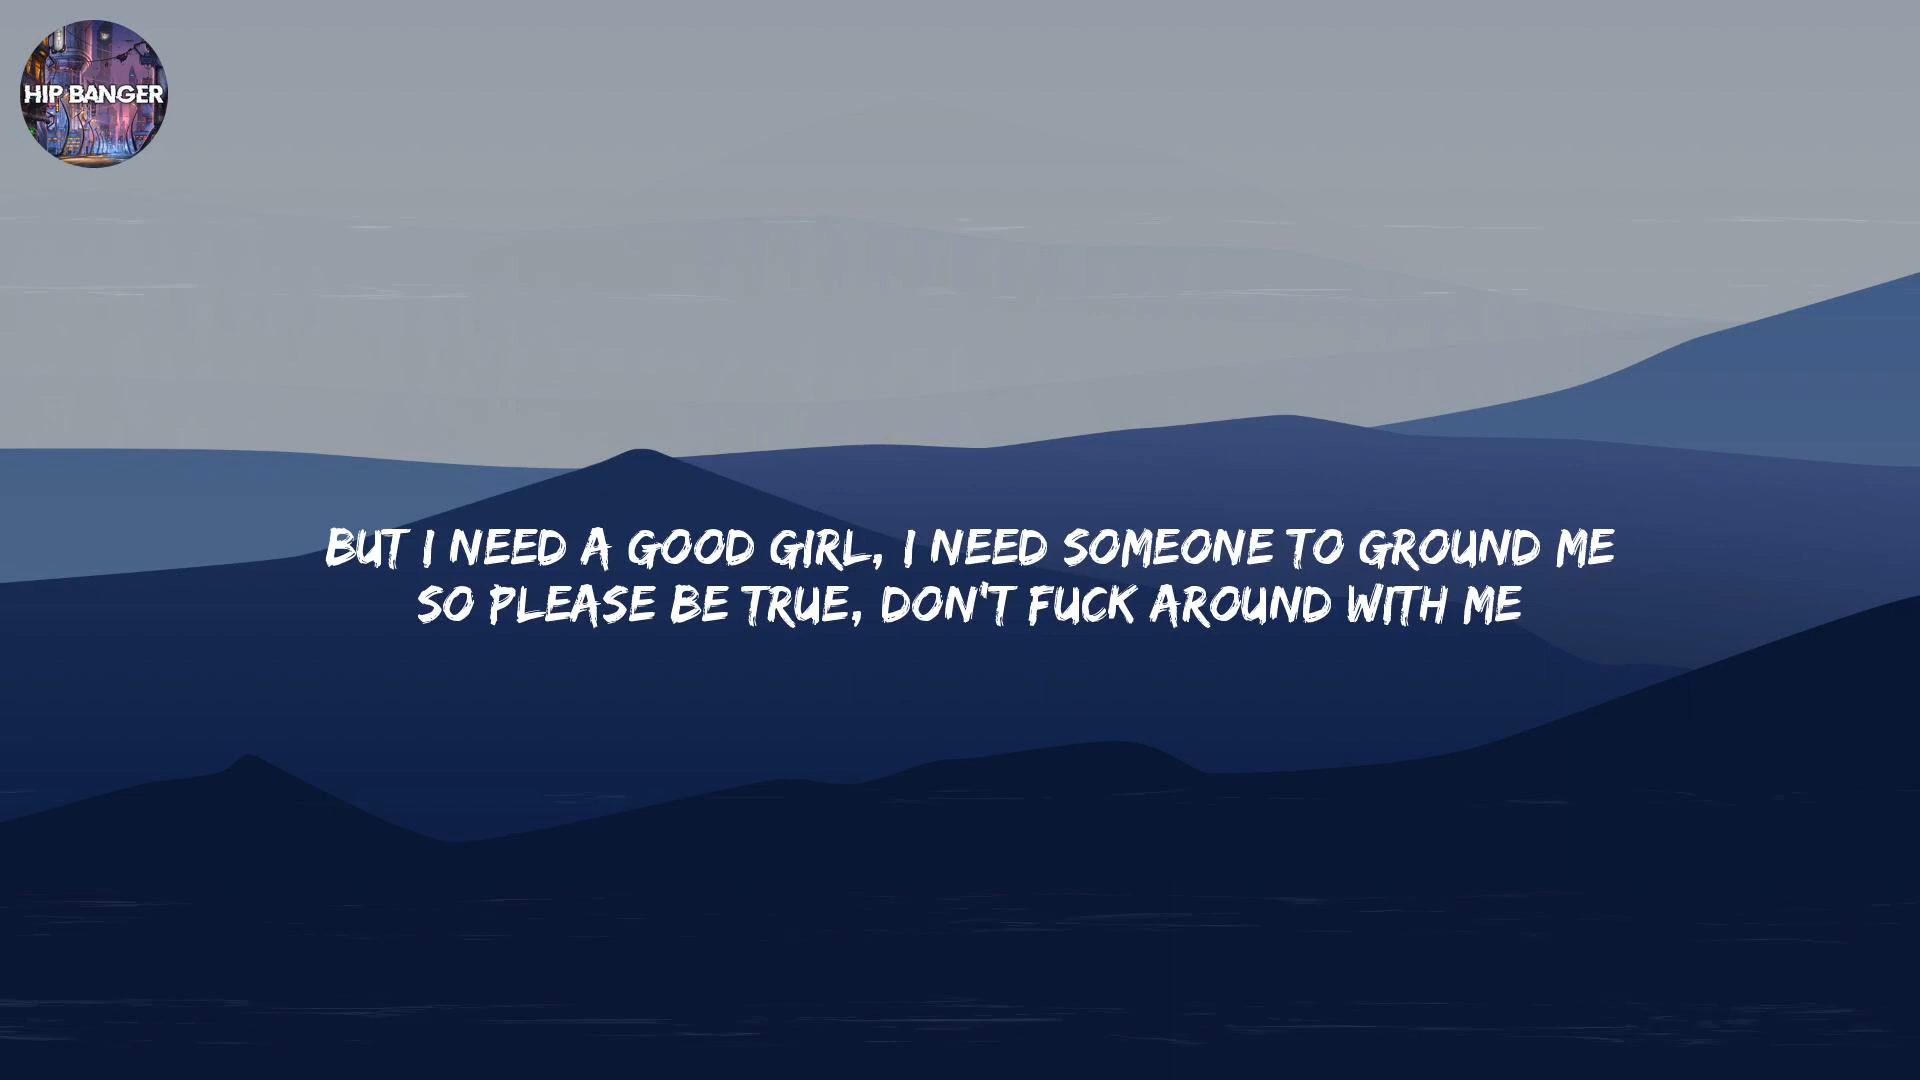 HIP BANGER
BUT I NEED A GOOD GIRL, I NEED SOMEONE TO GROUND ME
SO PLEASE BE TRUE, DON'T FUCK AROUND WITH ME